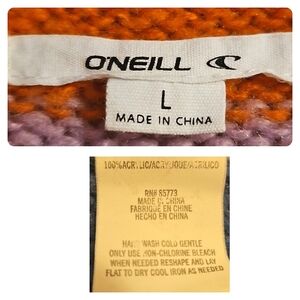 O'NEILL
L
MADE IN CHINA
100%ACRYLIC/ACRYLIQUE/ACRILICO
RN# 85773
MADE IN CHINA
FABRIQUE EN CHINE
HECHO EN CHINA
HAND WASH COLD GENTLE
ONLY USE NON-CHLORINE BLEACH
WHEN NEEDED RESHAPE AND LAY
FLAT TO DRY COOL IRON AS NEEDED